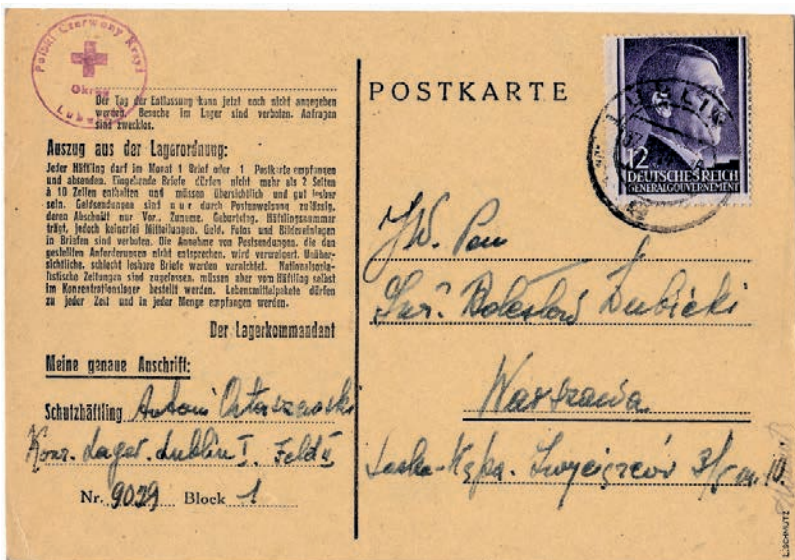 Polski Czerwony Krzyż
Okręg
Der Tag der Entlassung kann jetzt noch nicht angegeben
werden. Besuche im Lager sind verboten. Anfragen
sind zwecklos.
Auszug aus der Lagerordnung:
Jeder Häftling darf im Monat 1 Brief oder 1 Postkarte empfangen
und absenden. Eingehende Briefe dürfen nicht mehr als 2 Seiten
à 10 Zeilen enthalten und müssen übersichtlich und gut lesbar
sein. Geldsendungen sind nur durch Postanweisung zulässig,
deren Abschnitt nur Vor-, Zuname, Geburtstag, Häftlingsnummer
trägt, jedoch keinerlei Mitteilungen. Geld, Fotos und Bildereinlagen
in Briefen sind verboten. Die Annahme von Postsendungen, die den
gestellten Anforderungen nicht entsprechen, wird verweigert. Unüber-
sichtliche, schlecht lesbare Briefe werden vernichtet. Nationalsozia-
listische Zeitungen sind zugelassen, müssen aber vom Häftling selbst
im Konzentrationslager bestellt werden. Lebensmittelpakete dürfen
zu jeder Zeit und in jeder Menge empfangen werden.
Der Lagerkommandant
Meine genaue Anschrift:
Schutzhäftling Antoni
Konz. Lager. Lublin I. Feld II
Nr. 9029 Block 1
POSTKARTE
LUBLIN
12
DEUTSCHES REICH
GENERALGOUVERNEMENT
JW. Pan
Bolesław Dubicki
Warszawa